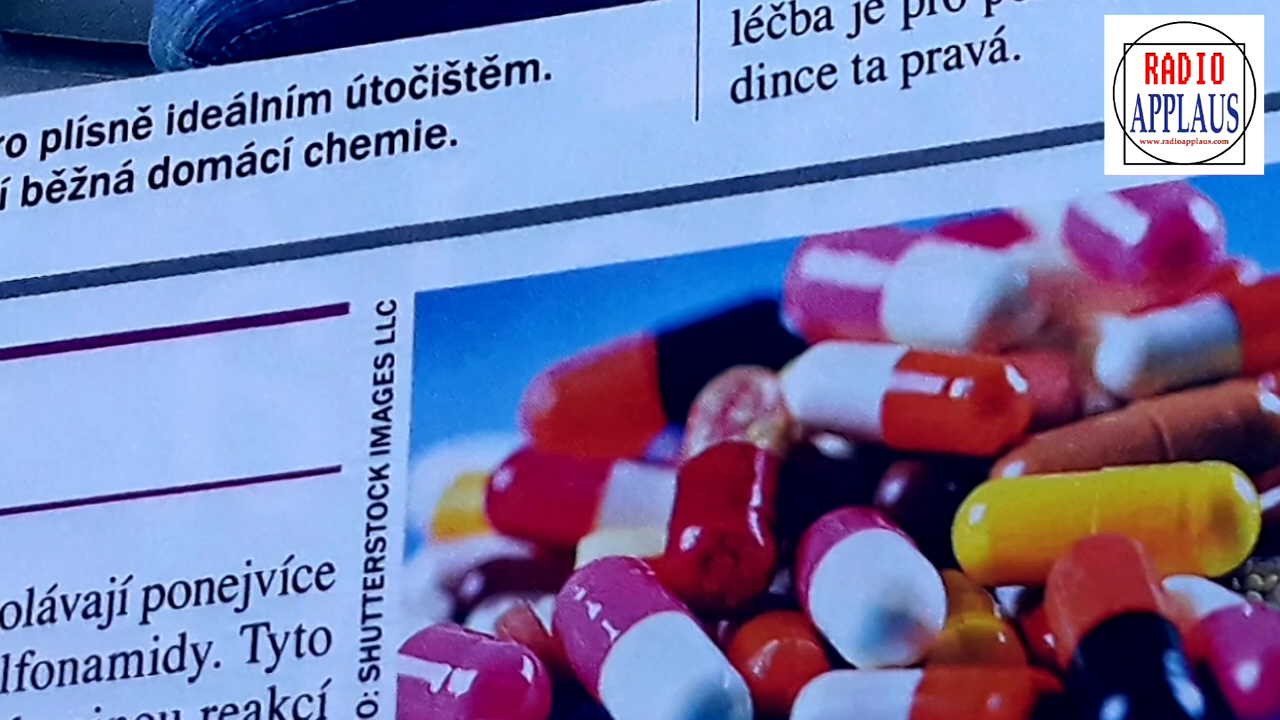 ro plísně ideálním útočištěm.
í běžná domácí chemie.
léčba je pro
dince ta pravá.
RADIO
APPLAUS
www.radioapplaus.com
O: SHUTTERSTOCK IMAGES LLC
olávají ponejvíce
lfonamidy. Tyto
reakcí